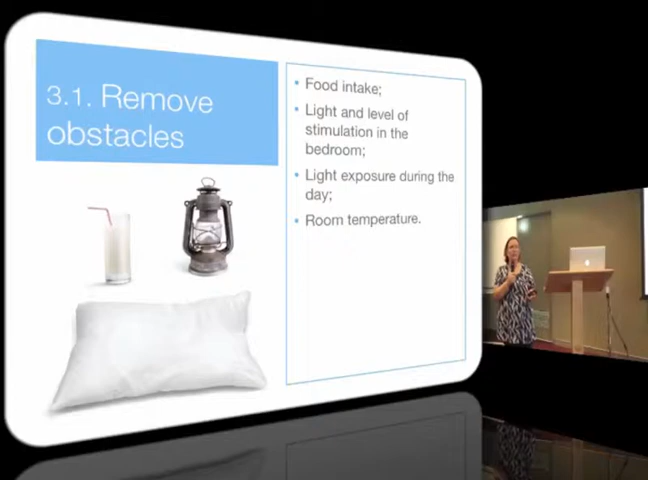 3.1. Remove
obstacles
• Food intake;
• Light and level of
stimulation in the
bedroom;
• Light exposure during the
day;
• Room temperature.